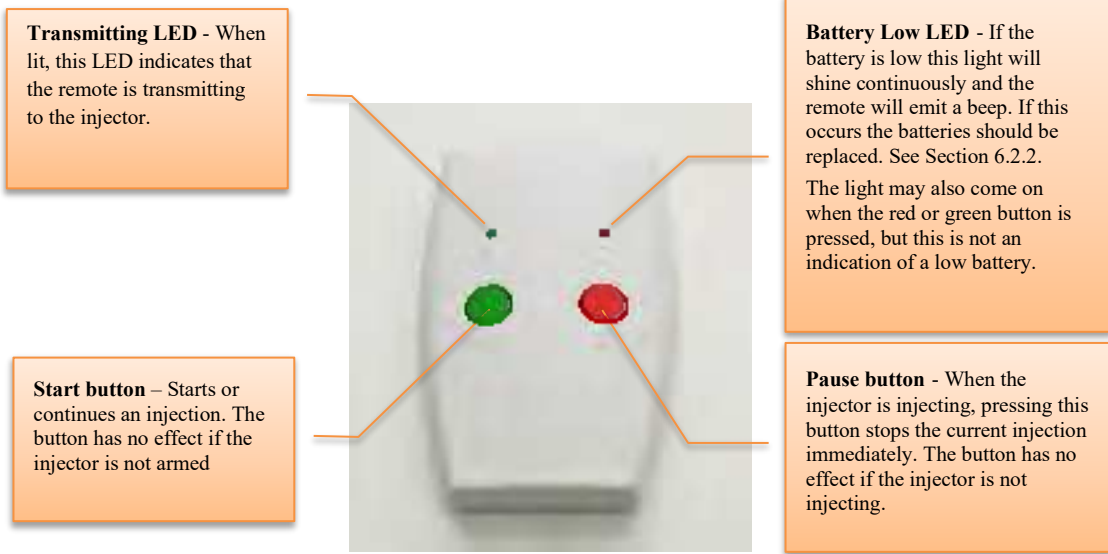 Transmitting LED - When
lit, this LED indicates that
the remote is transmitting
to the injector.
Battery Low LED - If the
battery is low this light will
shine continuously and the
remote will emit a beep. If this
occurs the batteries should be
replaced. See Section 6.2.2.
The light may also come on
when the red or green button is
pressed, but this is not an
indication of a low battery.
Start button – Starts or
continues an injection. The
button has no effect if the
injector is not armed
Pause button - When the
injector is injecting, pressing this
button stops the current injection
immediately. The button has no
effect if the injector is not
injecting.